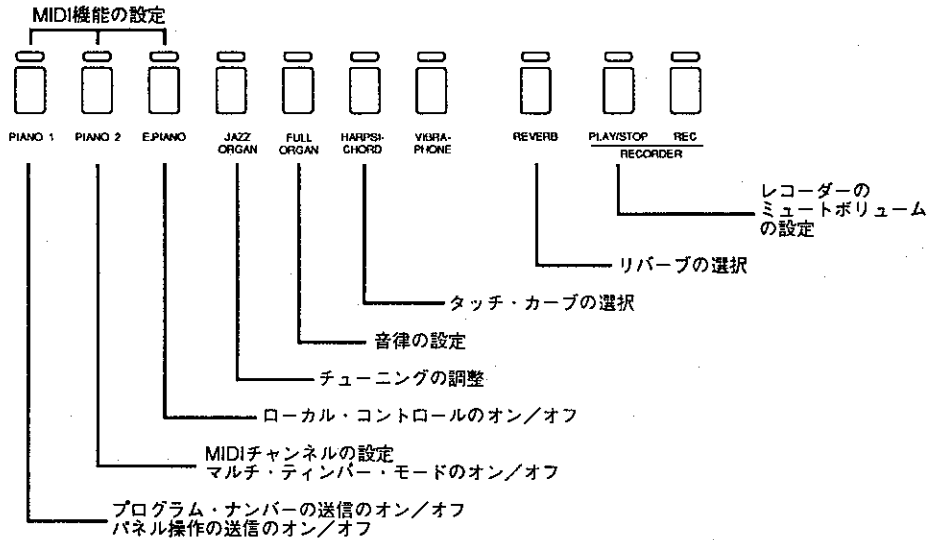 MIDI機能の設定
PIANO 1
PIANO 2
E.PIANO
JAZZ
ORGAN
FULL
ORGAN
HARPSI-
CHORD
VIBRA-
PHONE
REVERB
PLAY/STOP
REC
RECORDER
レコーダーの
ミュートボリューム
の設定
リバーブの選択
タッチ・カーブの選択
音律の設定
チューニングの調整
ローカル・コントロールのオン／オフ
MIDIチャンネルの設定
マルチ・ティンバー・モードのオン／オフ
プログラム・ナンバーの送信のオン／オフ
パネル操作の送信のオン／オフ